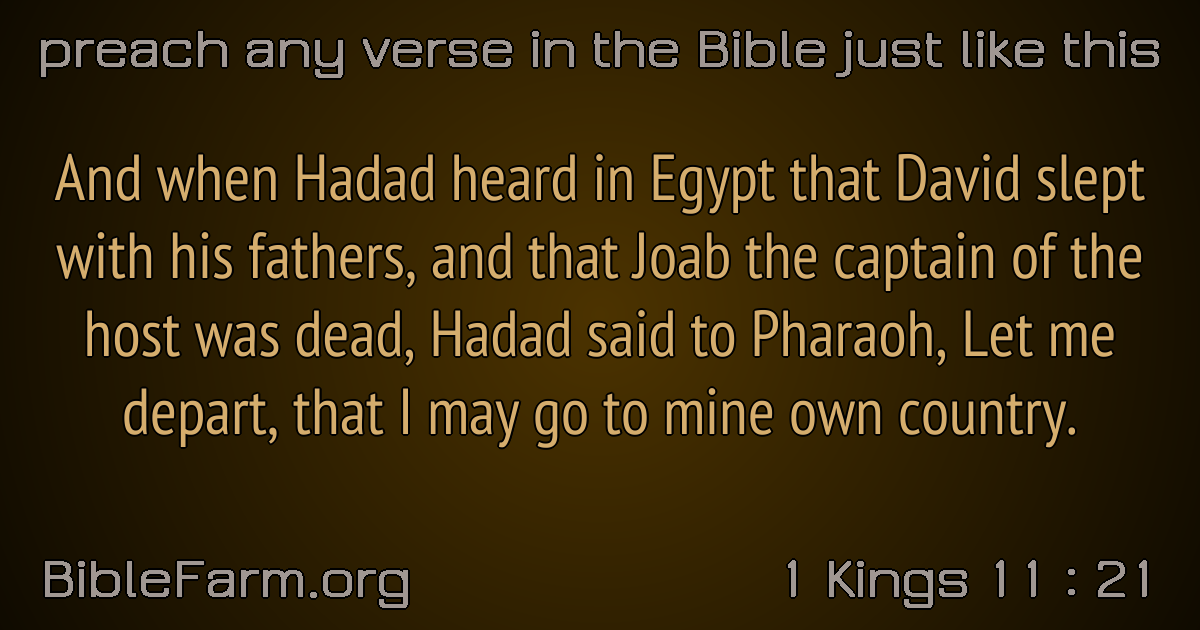 preach any verse in the Bible just like this
And when Hadad heard in Egypt that David slept
with his fathers, and that Joab the captain of the
host was dead, Hadad said to Pharaoh, Let me
depart, that I may go to mine own country.
BibleFarm.org
1 Kings 11 : 21